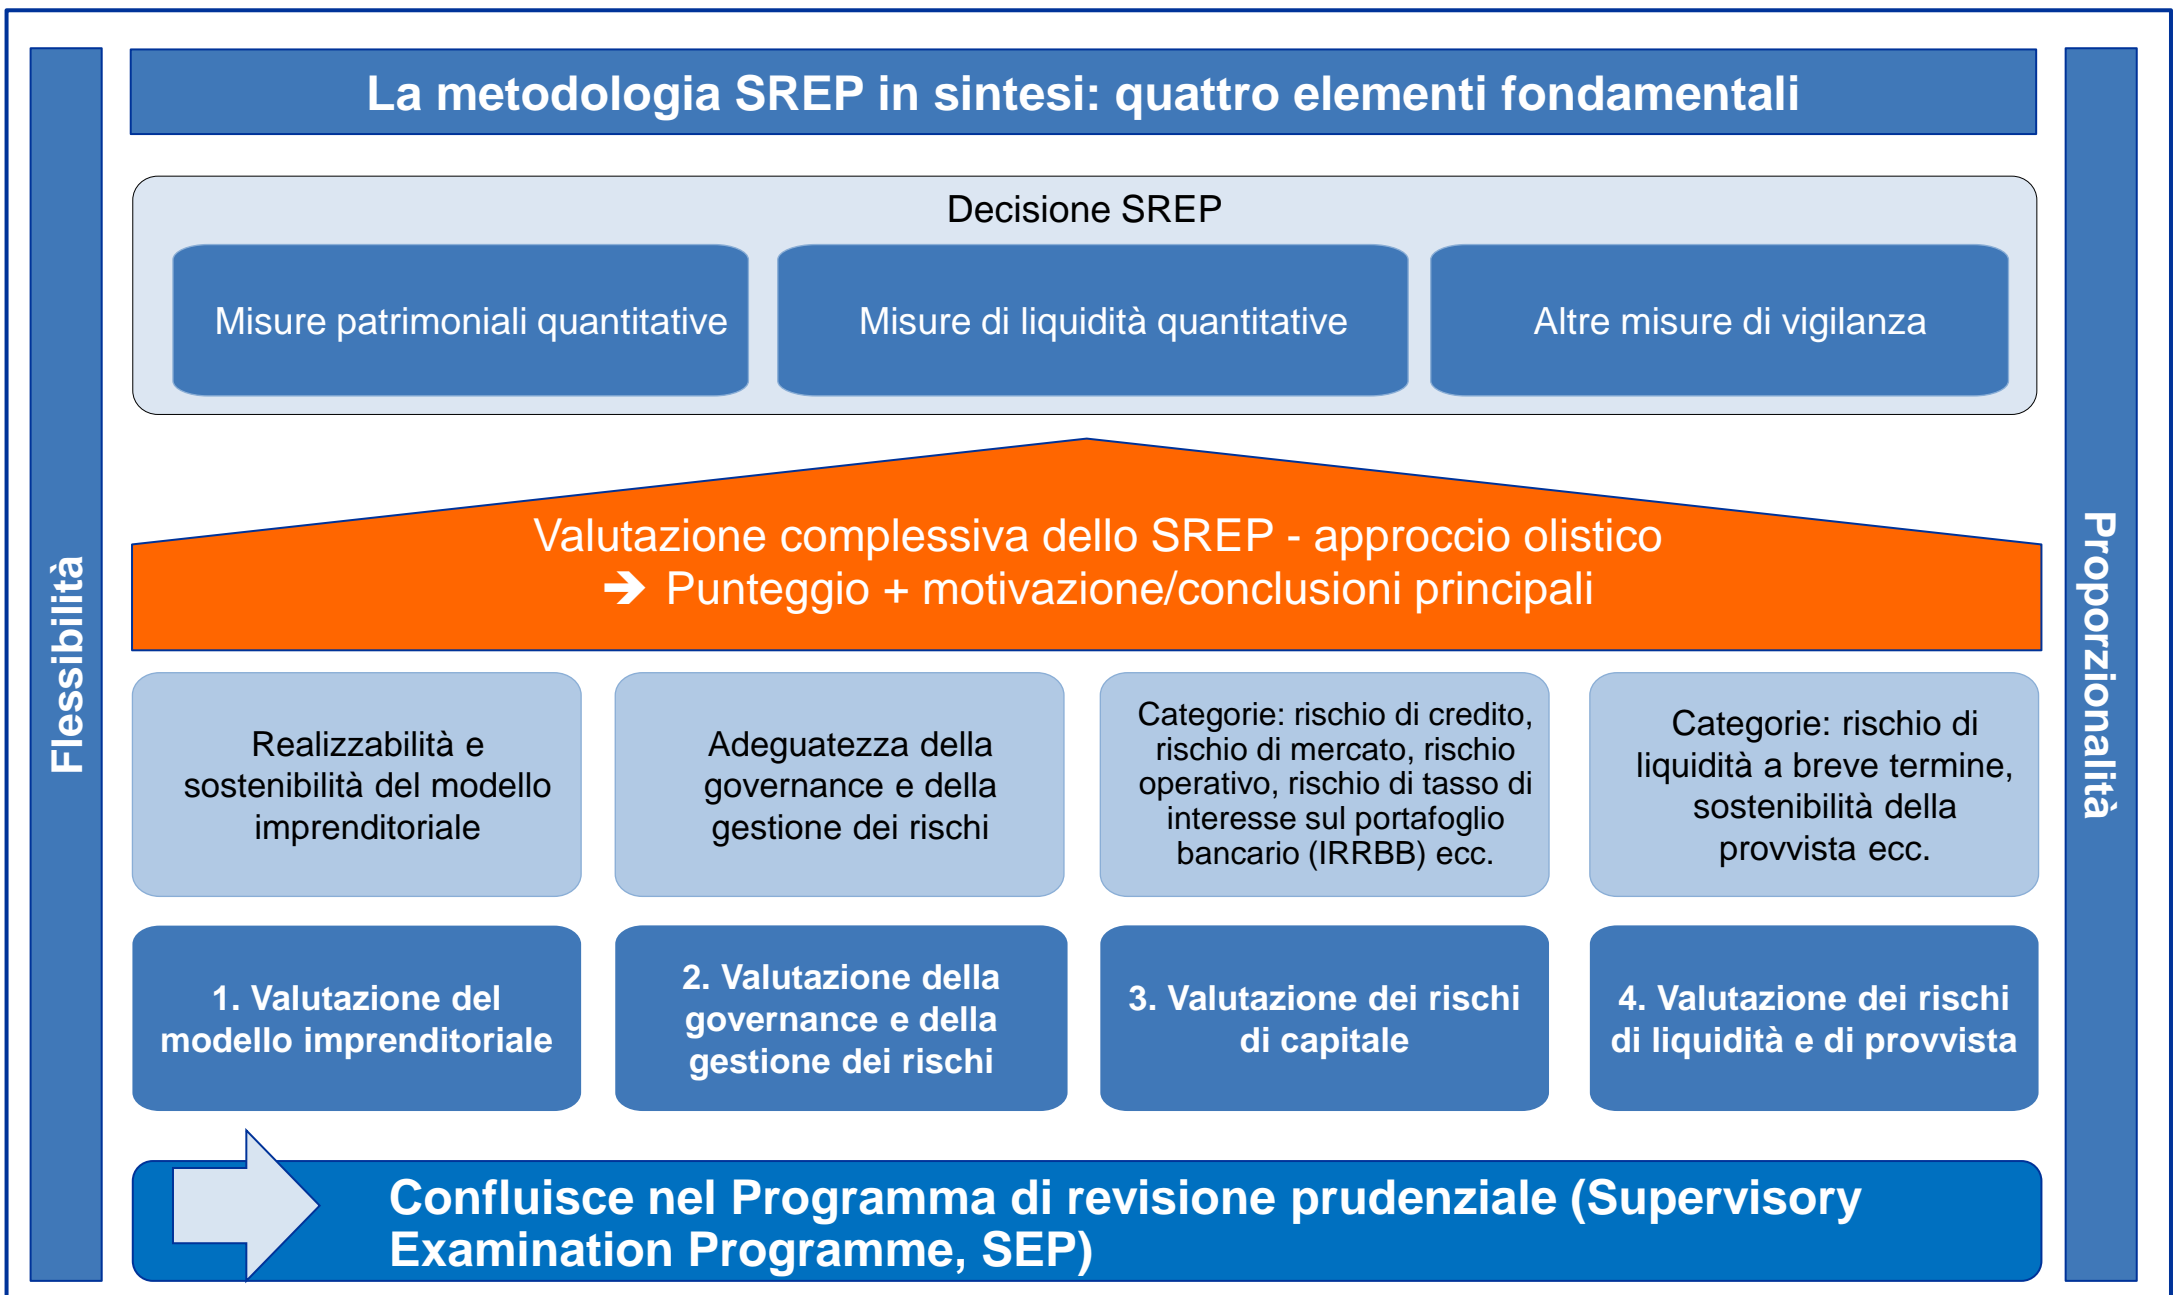 La metodologia SREP in sintesi: quattro elementi fondamentali
Flessibilità
Decisione SREP
Misure patrimoniali quantitative
Misure di liquidità quantitative
Altre misure di vigilanza
Valutazione complessiva dello SREP - approccio olistico
➔ Punteggio + motivazione/conclusioni principali
Realizzabilità e
sostenibilità del modello
imprenditoriale
Adeguatezza della
governance e della
gestione dei rischi
Categorie: rischio di credito,
rischio di mercato, rischio
operativo, rischio di tasso di
interesse sul portafoglio
bancario (IRRBB) ecc.
Categorie: rischio di
liquidità a breve termine,
sostenibilità della
provvista ecc.
1. Valutazione del
modello imprenditoriale
2. Valutazione della
governance e della
gestione dei rischi
3. Valutazione dei rischi
di capitale
4. Valutazione dei rischi
di liquidità e di provvista
Confluisce nel Programma di revisione prudenziale (Supervisory
Examination Programme, SEP)
Proporzionalità